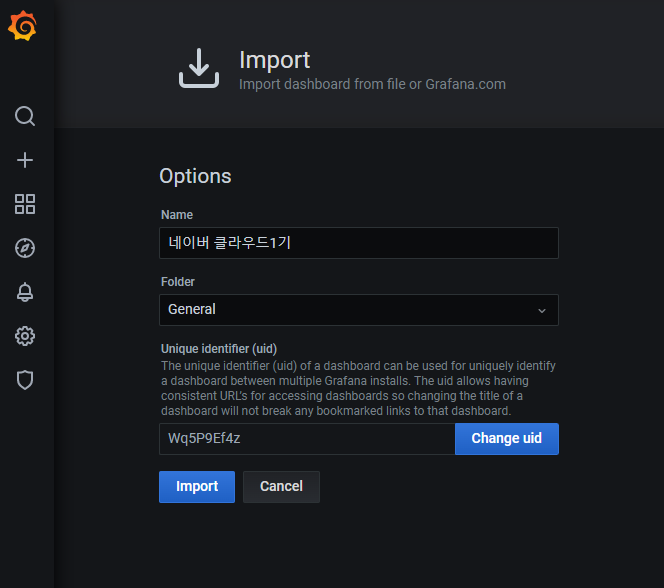 Import
Import dashboard from file or Grafana.com
Options
Name
네이버 클라우드1기
Folder
General
Unique identifier (uid)
The unique identifier (uid) of a dashboard can be used for uniquely identify
a dashboard between multiple Grafana installs. The uid allows having
consistent URL's for accessing dashboards so changing the title of a
dashboard will not break any bookmarked links to that dashboard.
Wq5P9Ef4z
Change uid
Import
Cancel